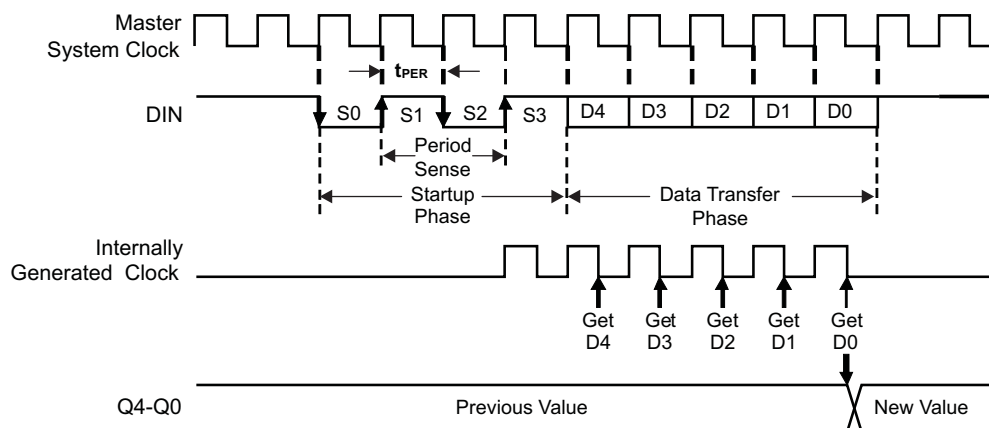 Master
System Clock
tPER
DIN
S0 S1 S2 S3 D4 D3 D2 D1 D0
Period
Sense
Startup
Phase
Data Transfer
Phase
Internally
Generated Clock
Get Get Get Get Get
D4 D3 D2 D1 D0
Q4-Q0
Previous Value
New Value